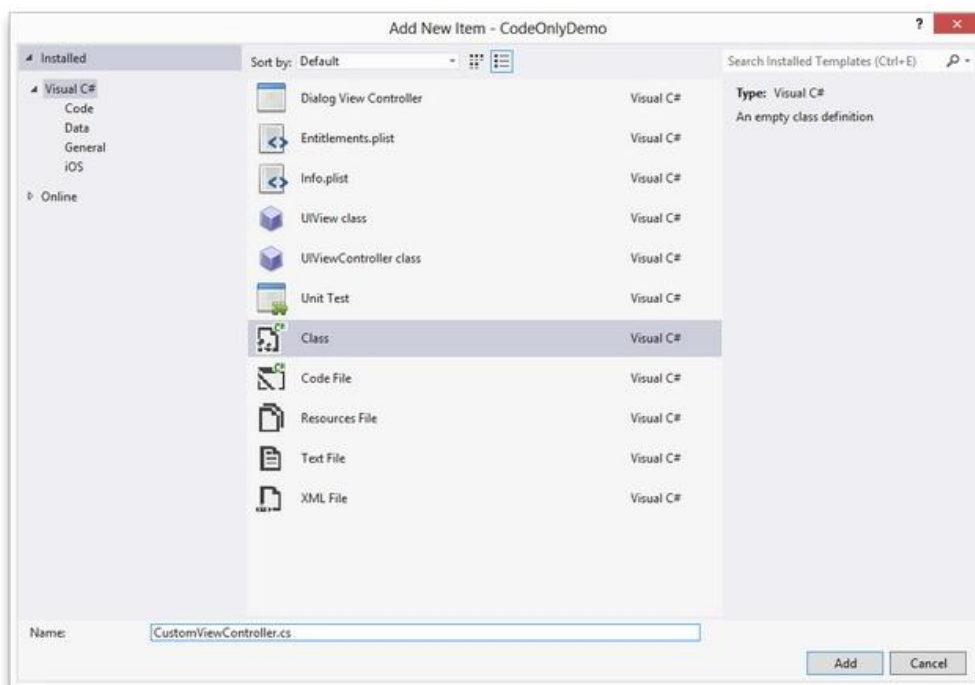 Add New Item - CodeOnlyDemo
?
Installed
Sort by: Default
Search Installed Templates (Ctrl+E)
Visual C#
Code
Data
General
iOS
Online
Dialog View Controller Visual C#
Entitlements.plist Visual C#
Info.plist Visual C#
UIView class Visual C#
UIViewController class Visual C#
Unit Test Visual C#
Class Visual C#
Code File Visual C#
Resources File Visual C#
Text File Visual C#
XML File Visual C#
Type: Visual C#
An empty class definition
Name: CustomViewController.cs
Add
Cancel